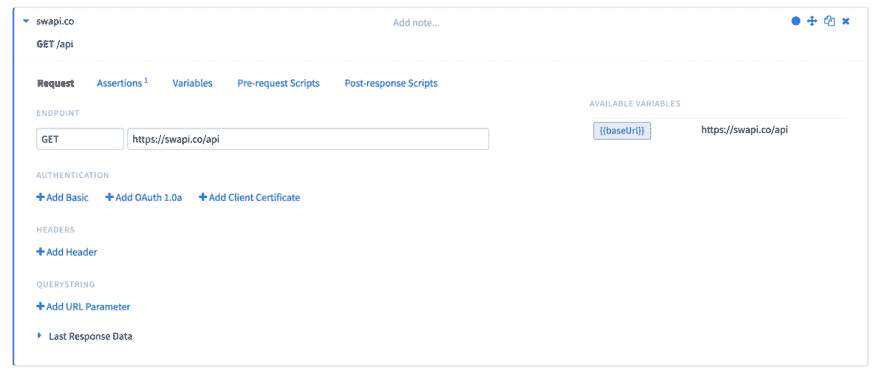 swapi.co
Add note...
GET /api
Request Assertions 1 Variables Pre-request Scripts Post-response Scripts
ENDPOINT
AVAILABLE VARIABLES
GET https://swapi.co/api
{{baseUrl}} https://swapi.co/api
AUTHENTICATION
+Add Basic +Add OAuth 1.0a +Add Client Certificate
HEADERS
+Add Header
QUERYSTRING
+Add URL Parameter
Last Response Data